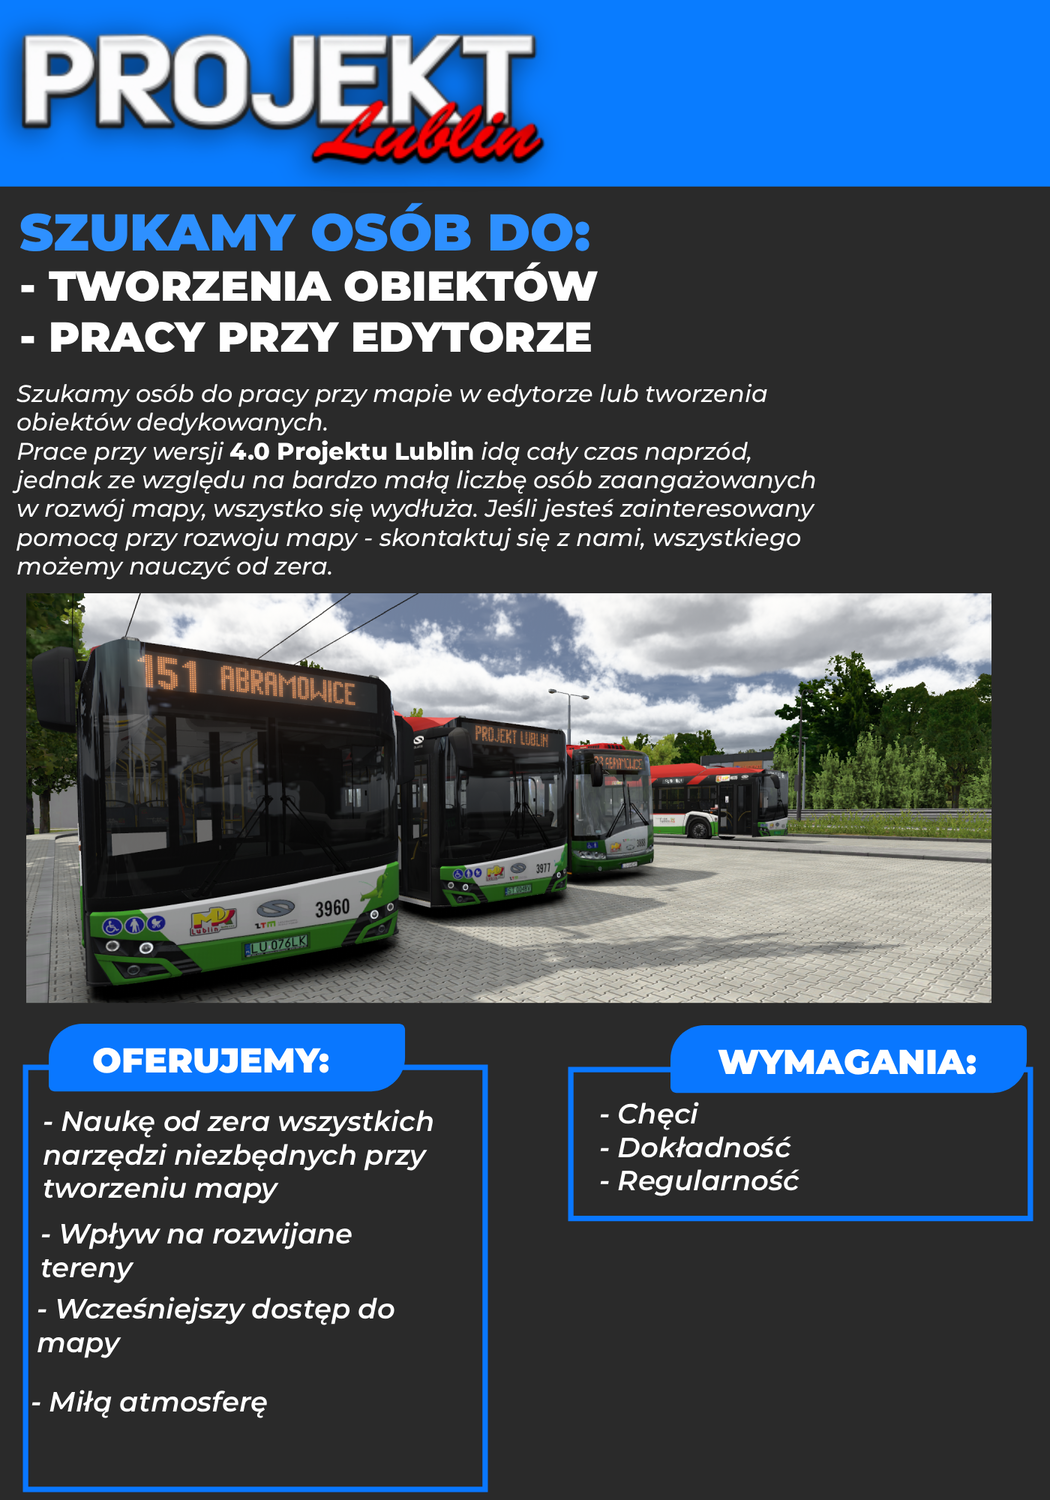 PROJEKT
Lublin
SZUKAMY OSÓB DO:
- TWORZENIA OBIEKTÓW
- PRACY PRZY EDYTORZE
Szukamy osób do pracy przy mapie w edytorze lub tworzenia
obiektów dedykowanych.
Prace przy wersji 4.0 Projektu Lublin idą cały czas naprzód,
jednak ze względu na bardzo małą liczbę osób zaangażowanych
w rozwój mapy, wszystko się wydłuża. Jeśli jesteś zainteresowany
pomocą przy rozwoju mapy - skontaktuj się z nami, wszystkiego
możemy nauczyć od zera.
151 ABRAMOWICE
PROJEKT LUBLIN
ABRAMOWICE
3977
3960
Lublin
ZTM
LU 076LK
OFERUJEMY:
- Naukę od zera wszystkich
narzędzi niezbędnych przy
tworzeniu mapy
- Wpływ na rozwijane
tereny
- Wcześniejszy dostęp do
mapy
- Miłą atmosferę
WYMAGANIA:
- Chęci
- Dokładność
- Regularność